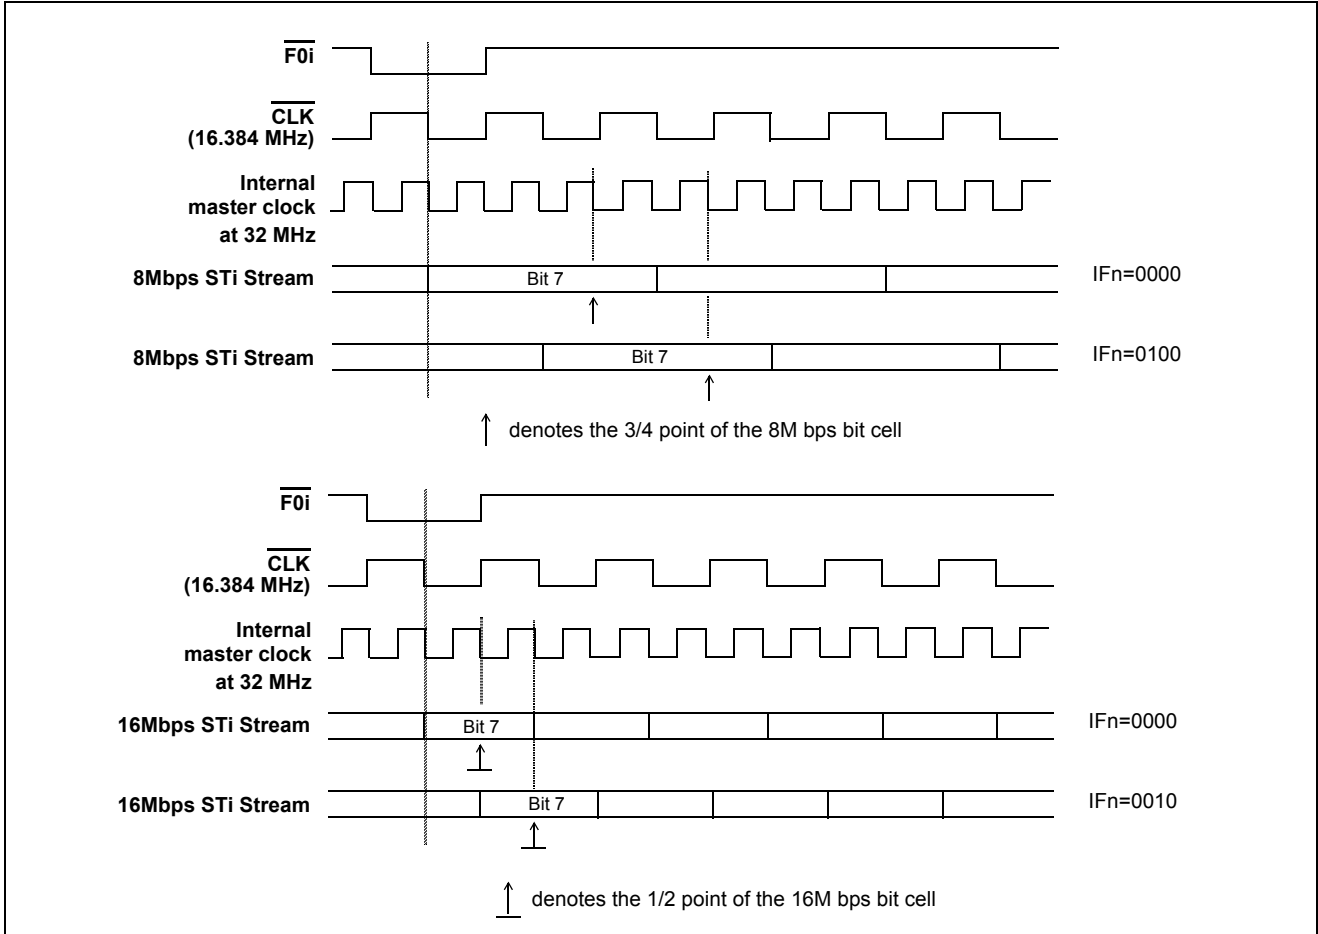 F0i
CLK
(16.384 MHz)
Internal
master clock
at 32 MHz
8Mbps STi Stream
Bit 7
IFn=0000
8Mbps STi Stream
Bit 7
IFn=0100
denotes the 3/4 point of the 8M bps bit cell
F0i
CLK
(16.384 MHz)
Internal
master clock
at 32 MHz
16Mbps STi Stream
Bit 7
IFn=0000
16Mbps STi Stream
Bit 7
IFn=0010
denotes the 1/2 point of the 16M bps bit cell